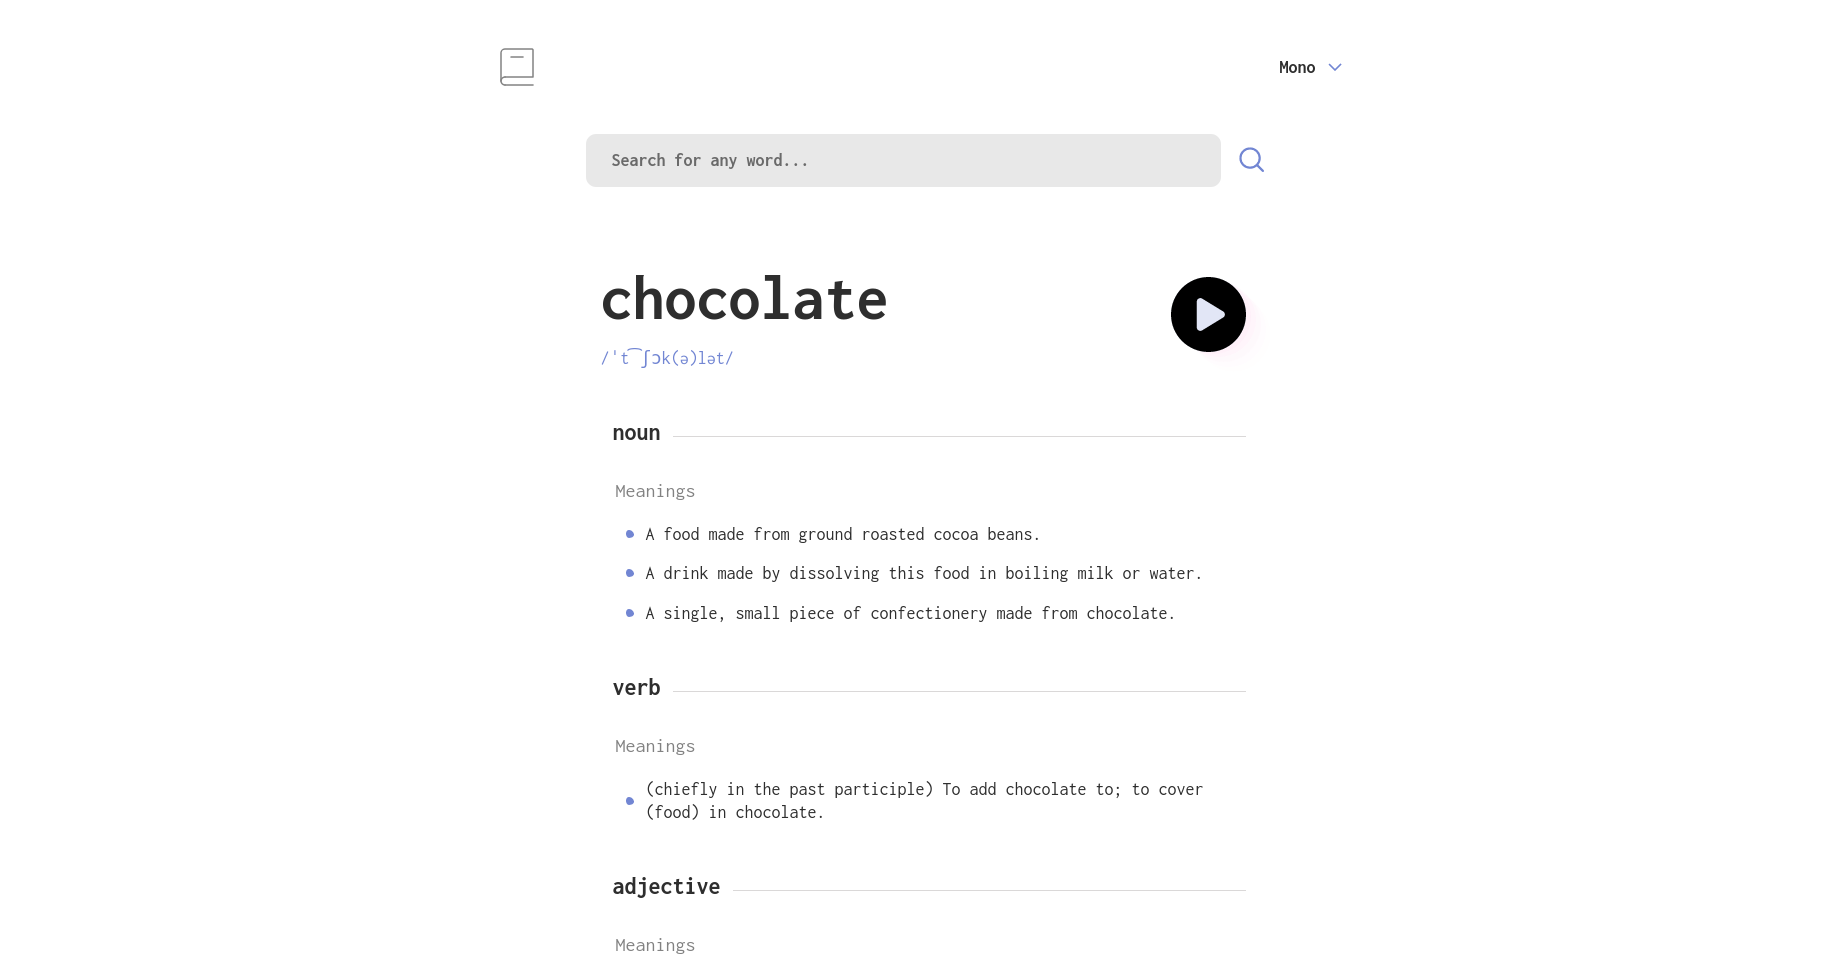 Mono
Search for any word...
chocolate
/ˈt͡ʃɔk(ə)lət/
noun
Meanings
A food made from ground roasted cocoa beans.
A drink made by dissolving this food in boiling milk or water.
A single, small piece of confectionery made from chocolate.
verb
Meanings
(chiefly in the past participle) To add chocolate to; to cover
(food) in chocolate.
adjective
Meanings